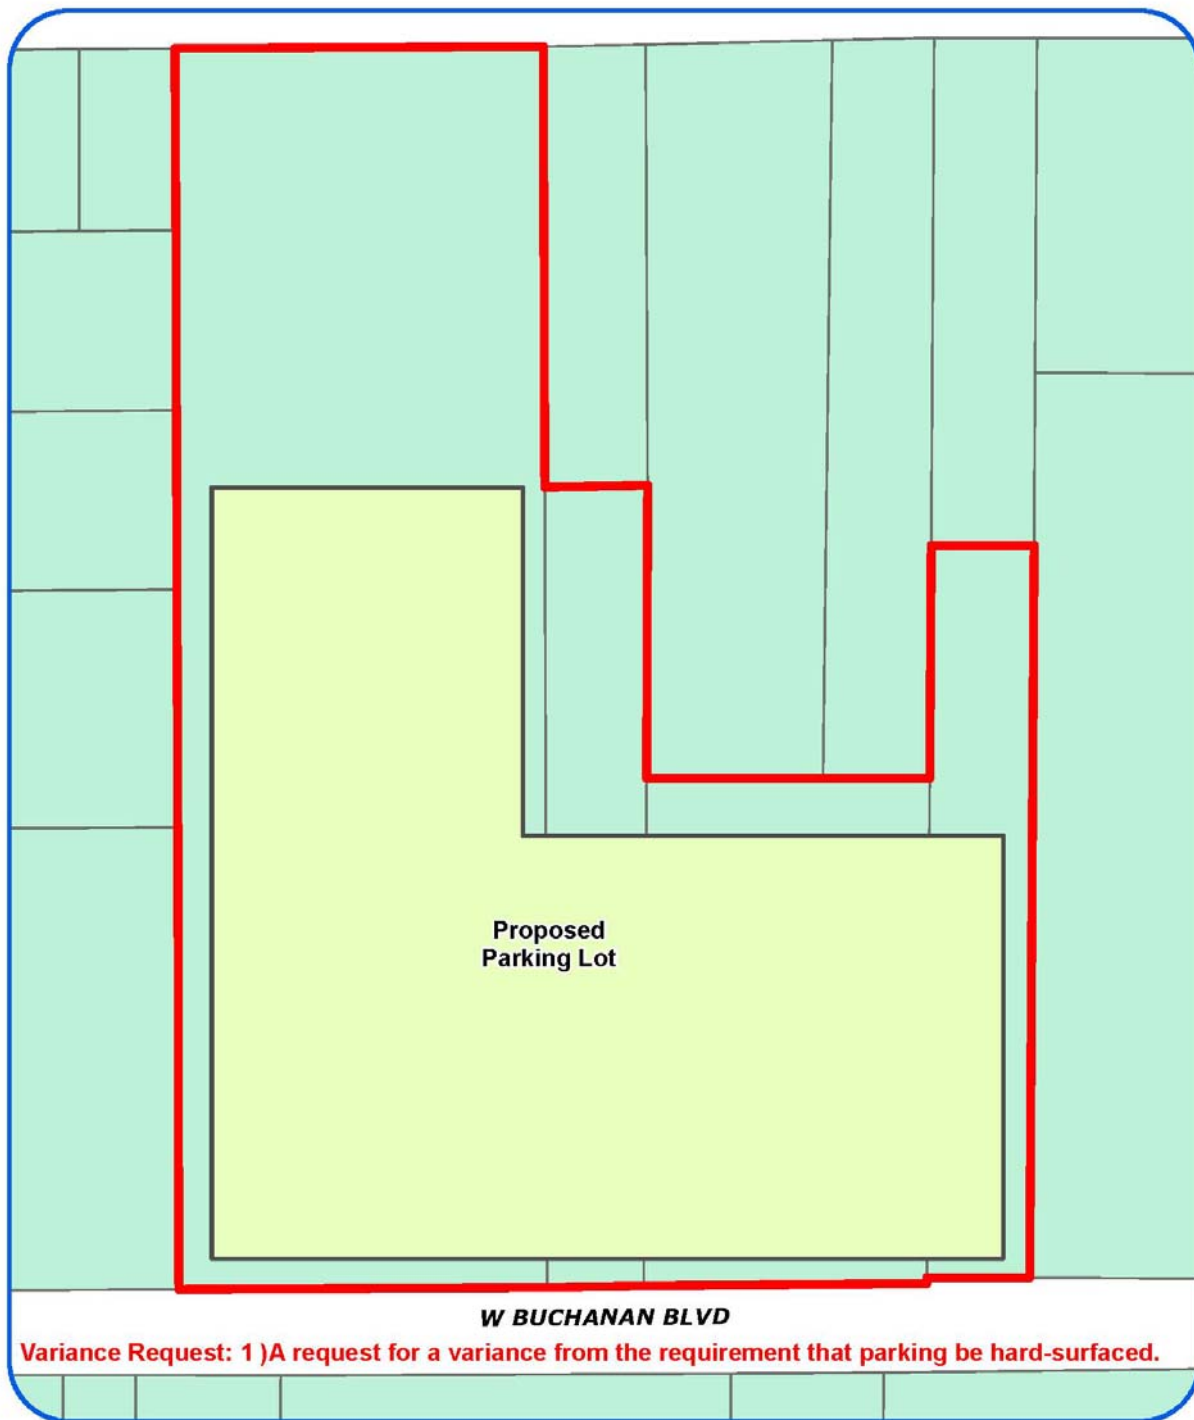 Proposed
Parking Lot
W BUCHANAN BLVD
Variance Request: 1 )A request for a variance from the requirement that parking be hard-surfaced.